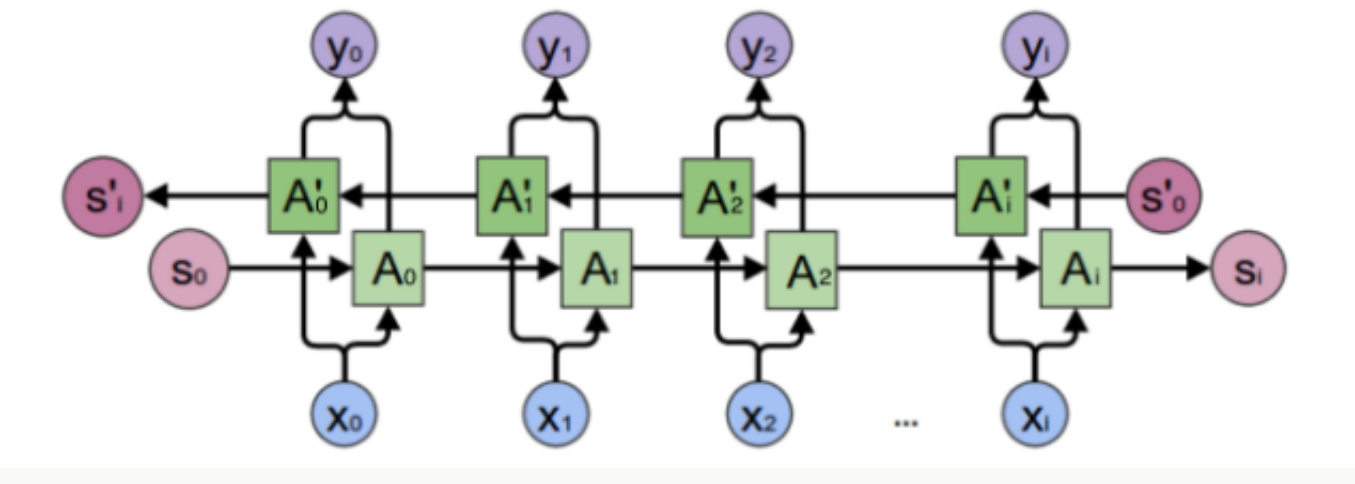 y₀ y₁ y₂ yᵢ
s'ᵢ A'₀ A'₁ A'₂ A'ᵢ s'₀
s₀ A₀ A₁ A₂ Aᵢ sᵢ
x₀ x₁ x₂ ... xᵢ